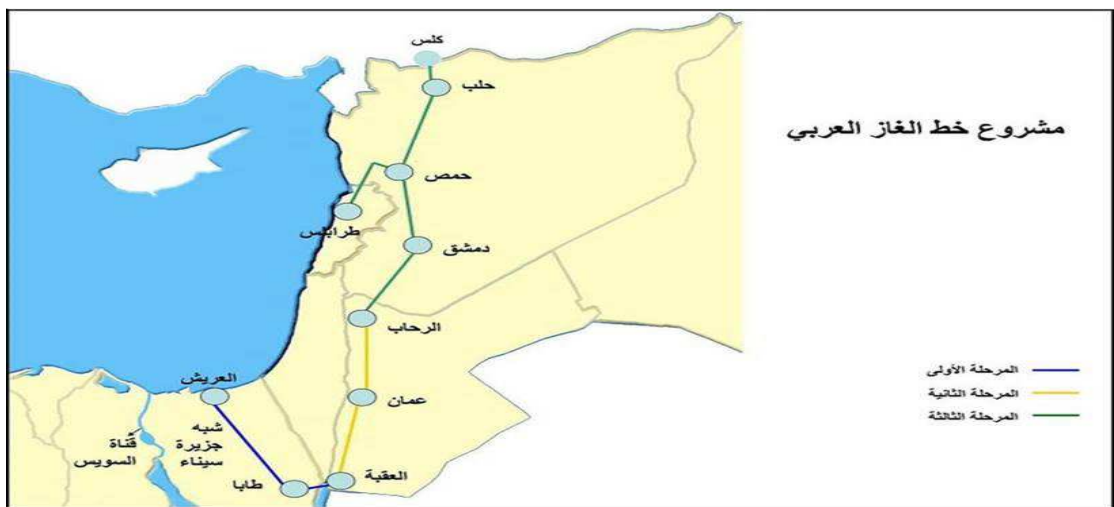 مشروع خط الغاز العربي
كلس
حلب
حمص
طرابلس
دمشق
الرحاب
عمان
العقبة
طابا
العريش
شبه
جزيرة
سيناء
قناة
السويس
المرحلة الأولى
المرحلة الثانية
المرحلة الثالثة